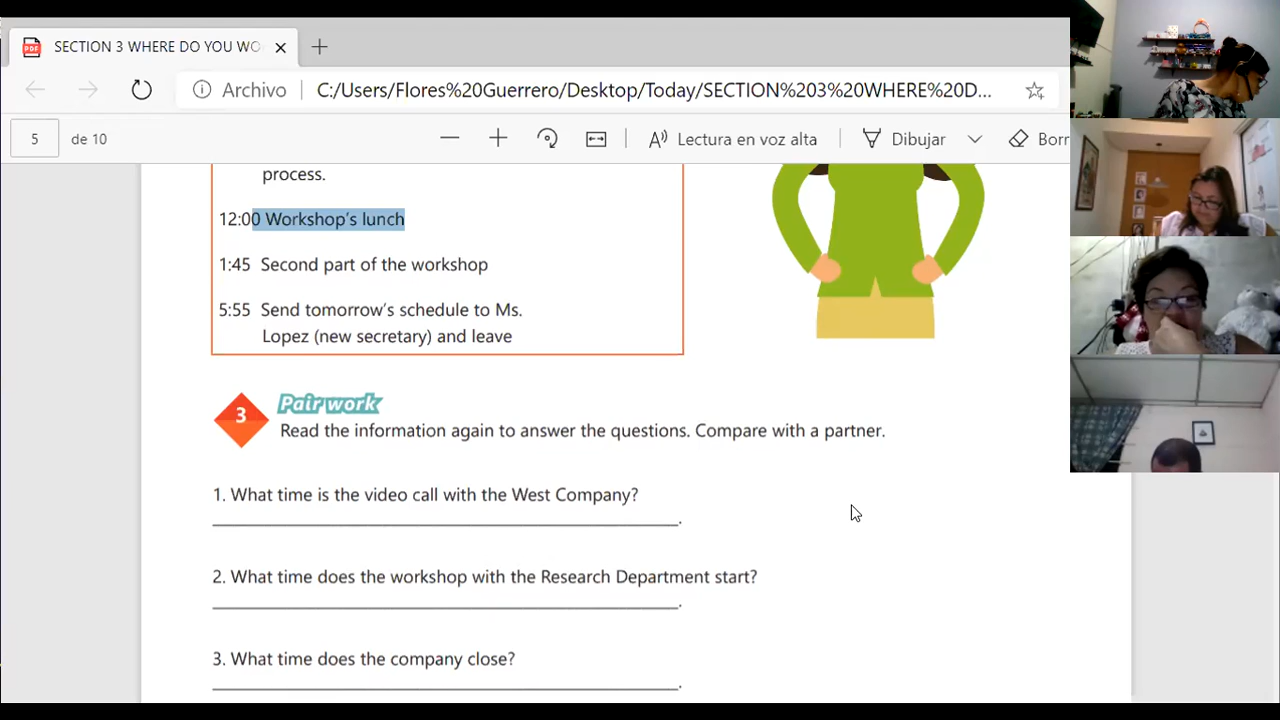 SECTION 3 WHERE DO YOU WO
Archivo
C:/Users/Flores%20Guerrero/Desktop/Today/SECTION%203%20WHERE%20D...
5
de 10
Lectura en voz alta
Dibujar
Borr
process.
12:00 Workshop's lunch
1:45 Second part of the workshop
5:55 Send tomorrow's schedule to Ms.
Lopez (new secretary) and leave
3
Pair work
Read the information again to answer the questions. Compare with a partner.
1. What time is the video call with the West Company?
2. What time does the workshop with the Research Department start?
3. What time does the company close?